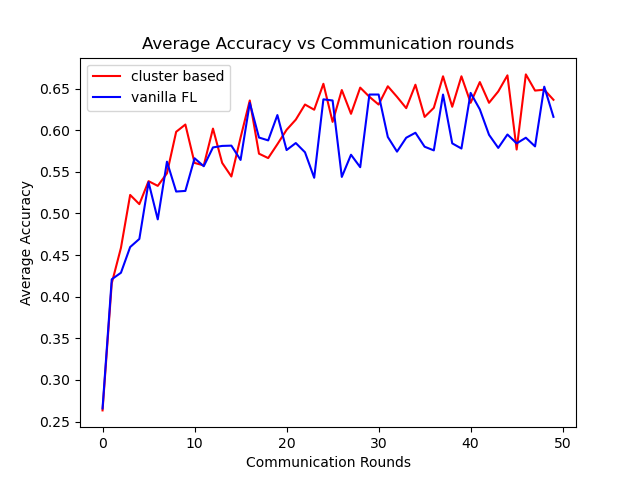 Average Accuracy vs Communication rounds
cluster based
vanilla FL
0.65
0.60
0.55
0.50
0.45
0.40
0.35
0.30
0.25
Average Accuracy
0 10 20 30 40 50
Communication Rounds